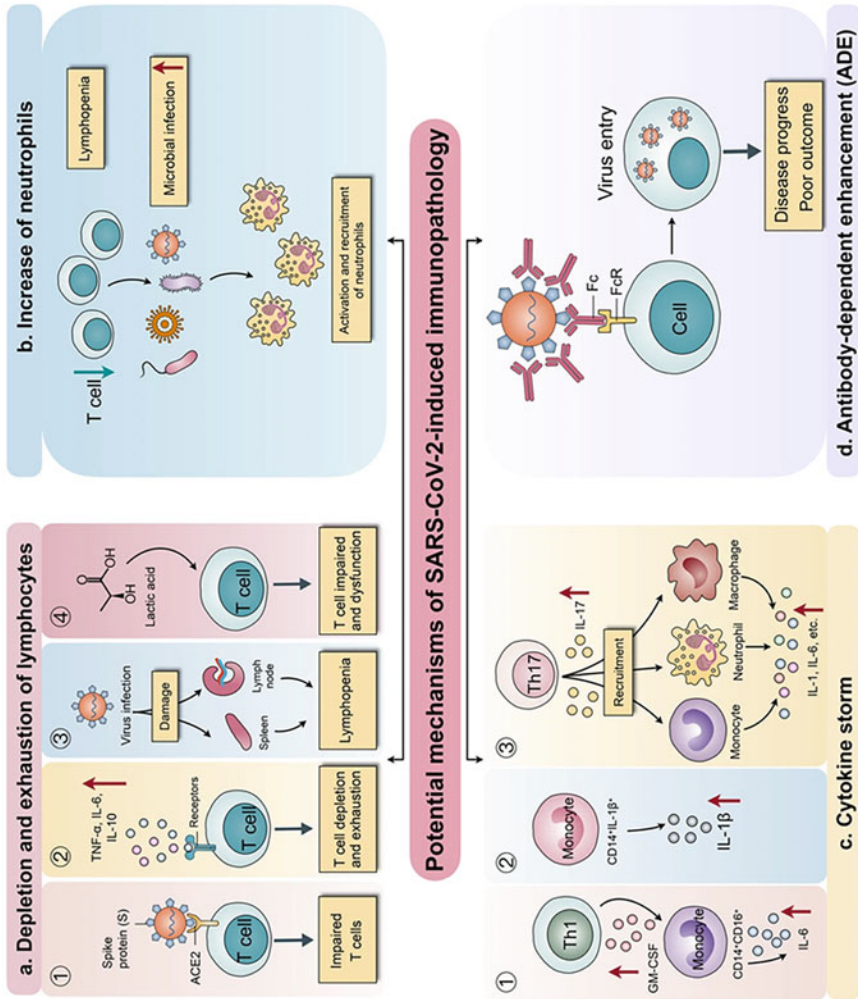 a. Depletion and exhaustion of lymphocytes
①
Spike
protein (S)
ACE2
T cell
Impaired
T cells
②
TNF-α, IL-6,
IL-10
Receptors
T cell
T cell depletion
and exhaustion
③
Virus infection
Damage
Spleen
Lymph
node
Lymphopenia
④
O
OH
OH
Lactic acid
T cell
T cell impaired
and dysfunction
b. Increase of neutrophils
T cell
Lymphopenia
Microbial infection
Activation and recruitment
of neutrophils
Potential mechanisms of SARS-CoV-2-induced immunopathology
①
Th1
GM-CSF
Monocyte
CD14⁺CD16⁺
IL-6
②
Monocyte
CD14⁺IL-1β⁺
IL-1β
③
Th17
IL-17
Recruitment
Monocyte
Neutrophil
Macrophage
IL-1, IL-6, etc.
c. Cytokine storm
Fc
FcR
Cell
Virus entry
Disease progress
Poor outcome
d. Antibody-dependent enhancement (ADE)